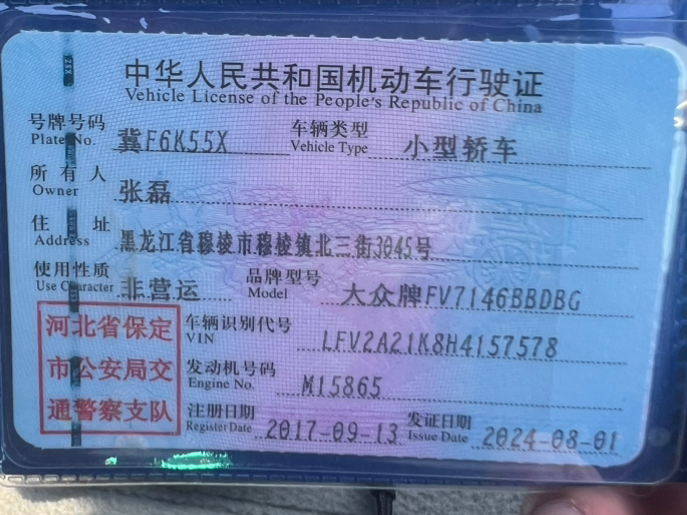 中华人民共和国机动车行驶证
Vehicle License of the People's Republic of China
号牌号码 Plate No. 冀F6K55X 车辆类型 Vehicle Type 小型轿车
所有人 Owner 张磊
住址 Address 黑龙江省穆棱市穆棱镇北三街3045号
使用性质 Use Character 非营运 品牌型号 Model 大众牌FV7146BBDBG
河北省保定
市公安局交
通警察支队
车辆识别代号 VIN LFV2A21K8H4157578
发动机号码 Engine No. M15865
注册日期 Register Date 2017-09-13 发证日期 Issue Date 2024-08-01